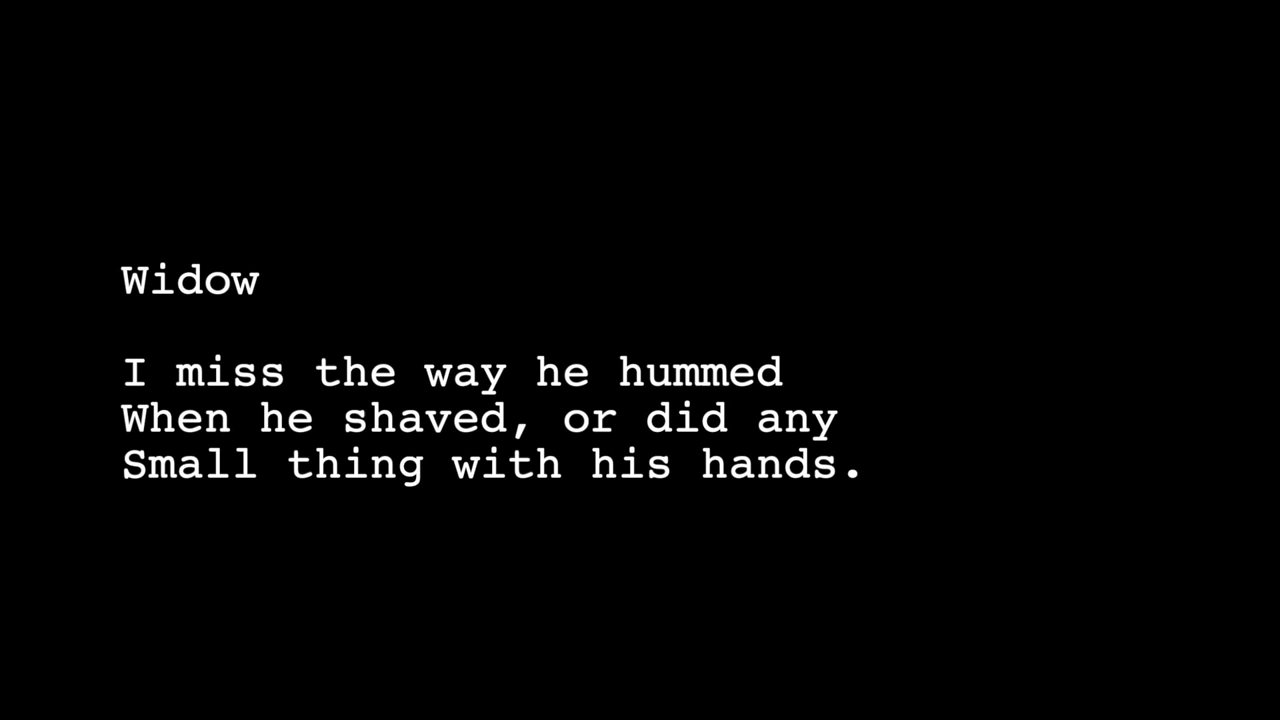 Widow
I miss the way he hummed
When he shaved, or did any
Small thing with his hands.